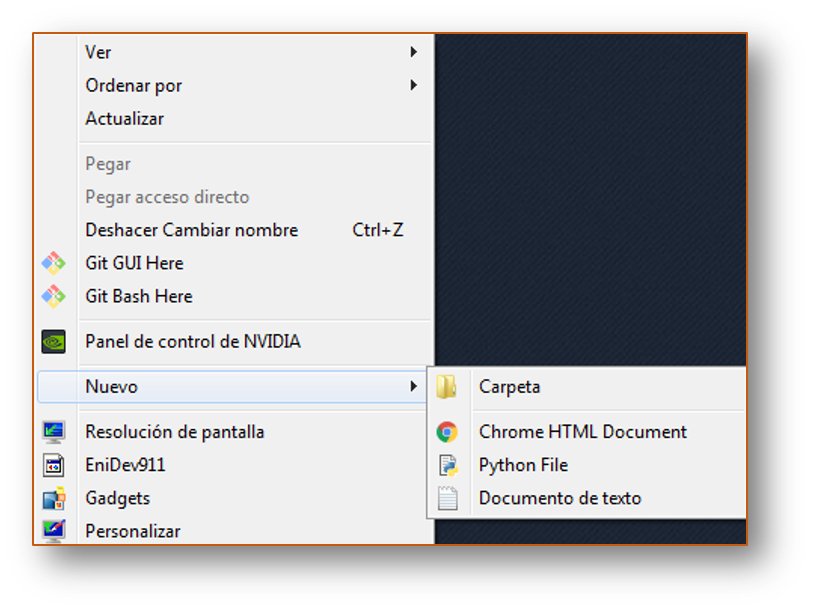 Ver
Ordenar por
Actualizar
Pegar
Pegar acceso directo
Deshacer Cambiar nombre Ctrl+Z
Git GUI Here
Git Bash Here
Panel de control de NVIDIA
Nuevo
Carpeta
Chrome HTML Document
Python File
Documento de texto
Resolución de pantalla
EniDev911
Gadgets
Personalizar